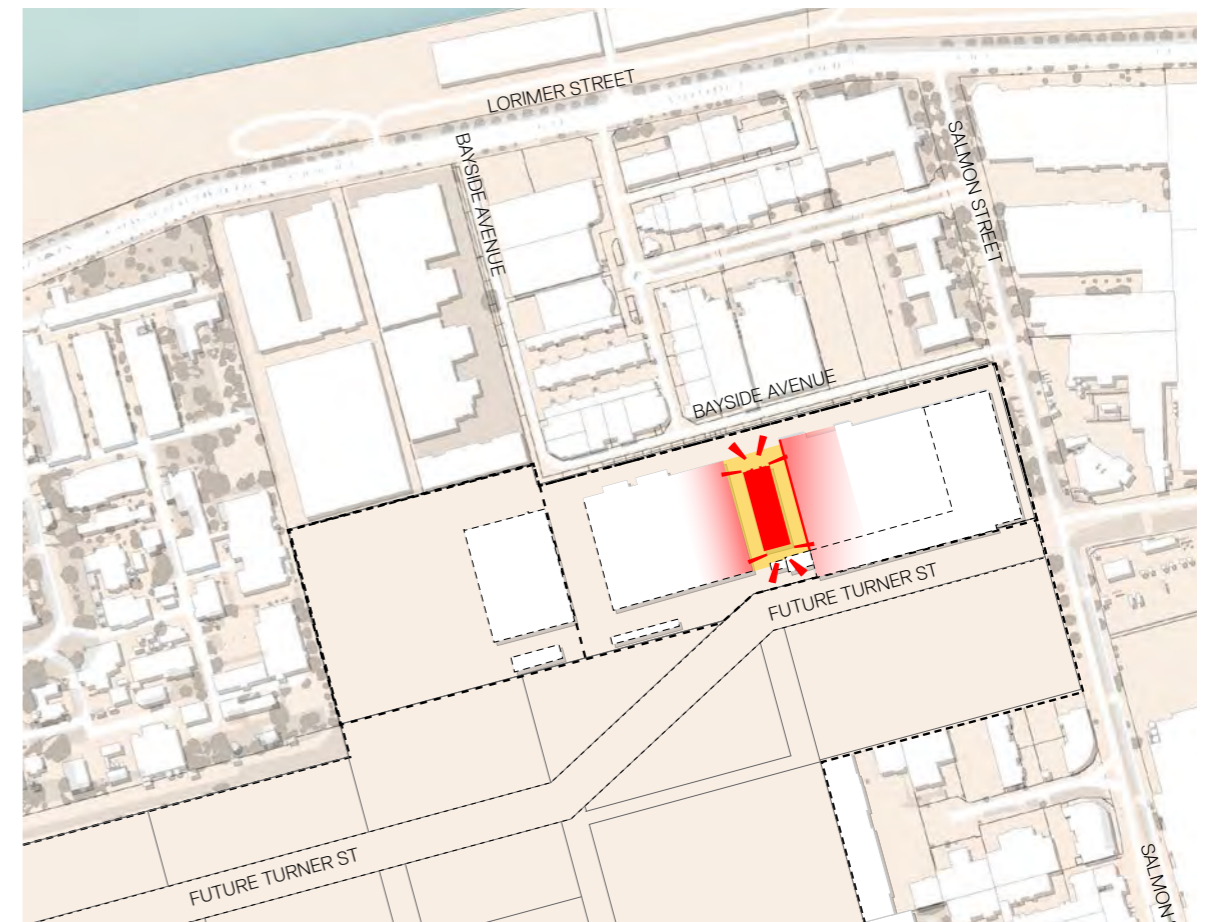 LORIMER STREET
BAYSIDE AVENUE
SALMON STREET
BAYSIDE AVENUE
FUTURE TURNER ST
FUTURE TURNER ST
SALMON